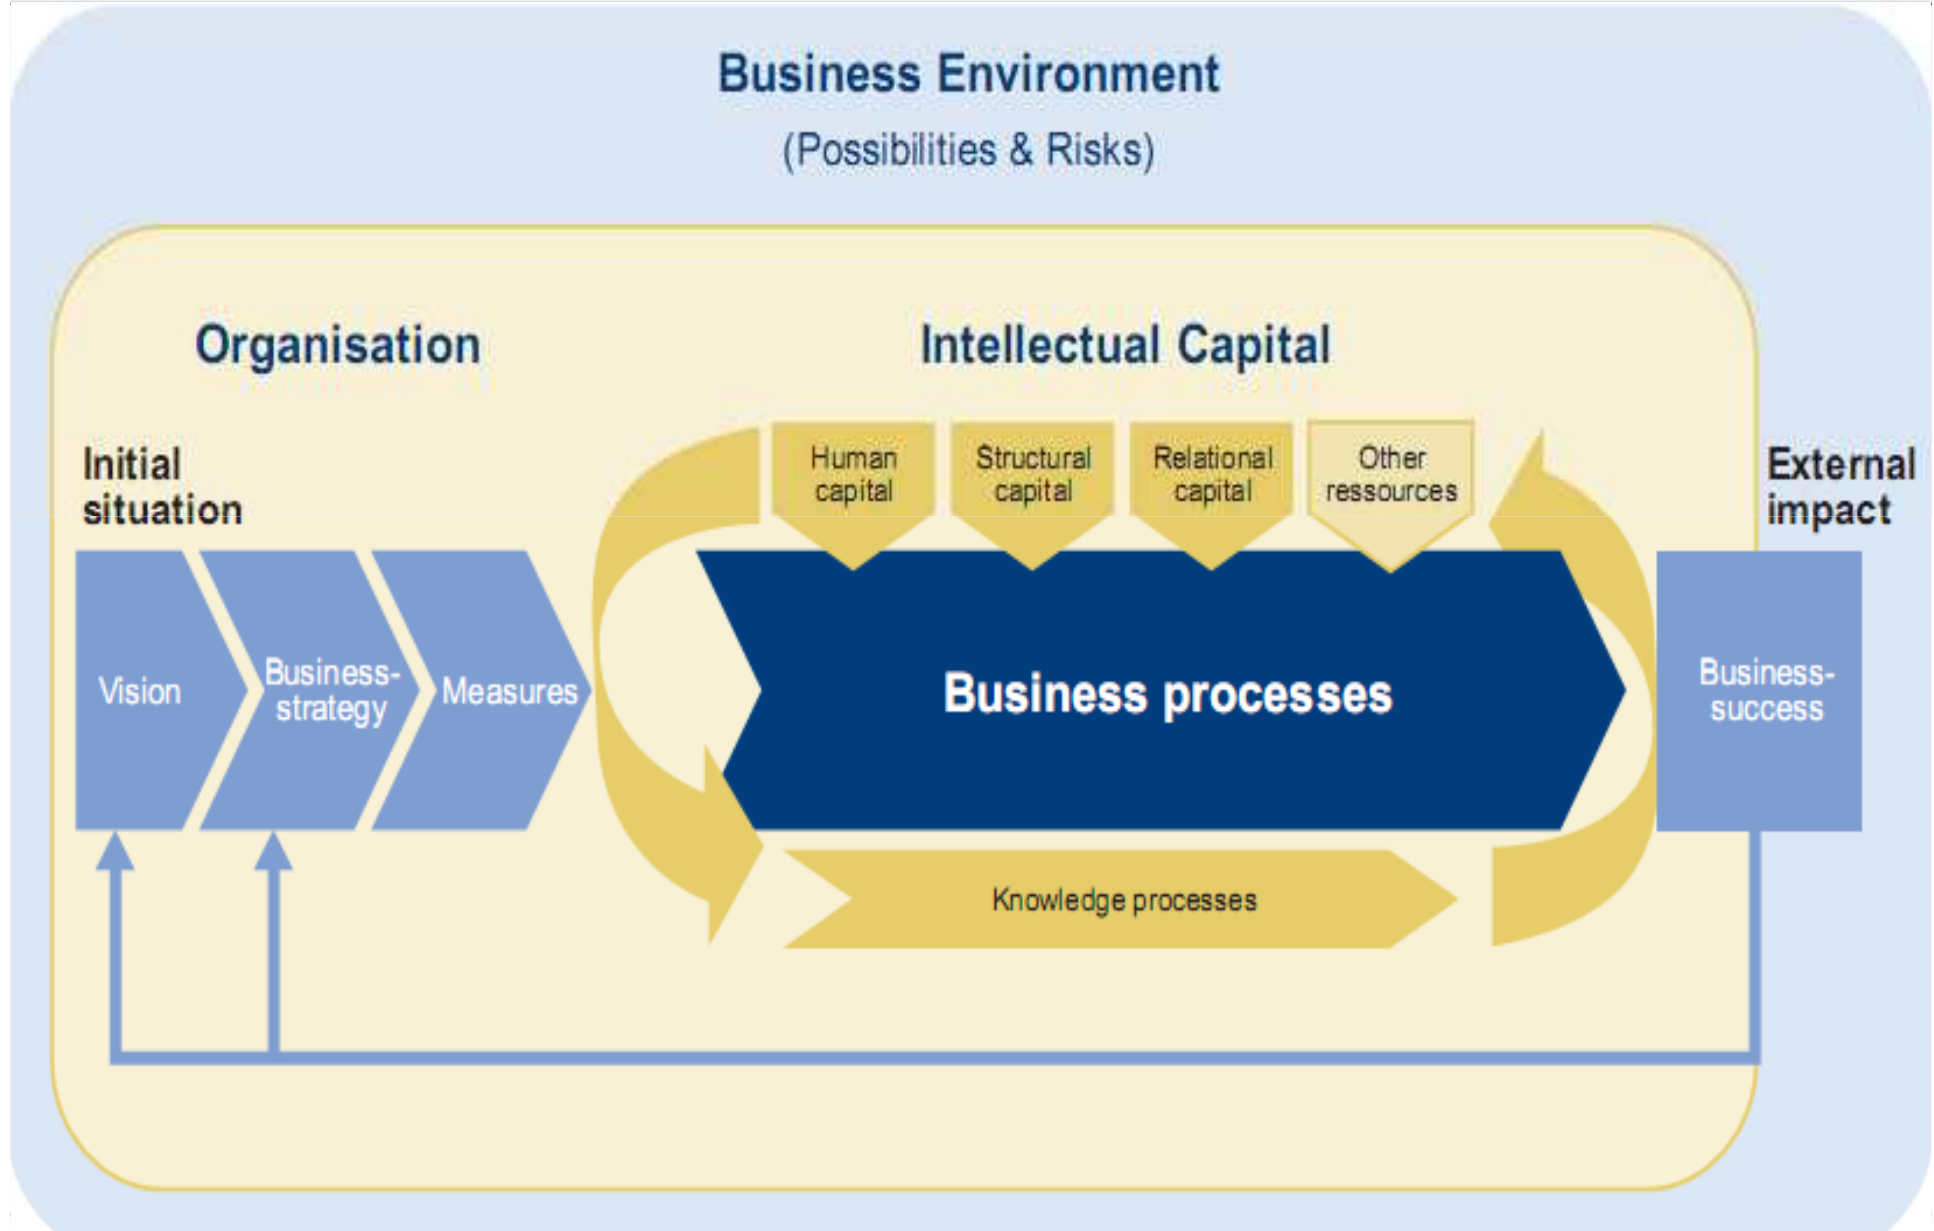 Business Environment
(Possibilities & Risks)
Organisation
Intellectual Capital
Initial
situation
Human
capital
Structural
capital
Relational
capital
Other
ressources
External
impact
Vision
Business-
strategy
Measures
Business processes
Business-
success
Knowledge processes